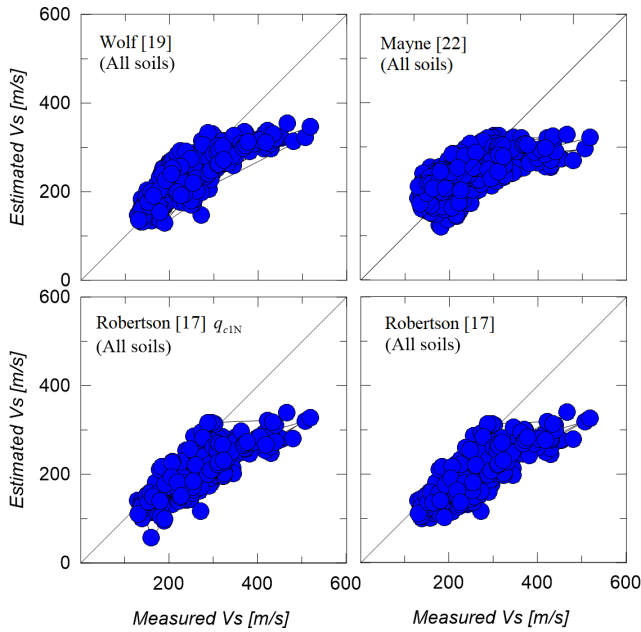 600
400
200
0
Estimated Vs [m/s]
Wolf [19]
(All soils)
Mayne [22]
(All soils)
600
400
200
0
Estimated Vs [m/s]
Robertson [17] qc1N
(All soils)
Robertson [17]
(All soils)
200 400 600
200 400 600
Measured Vs [m/s]
Measured Vs [m/s]